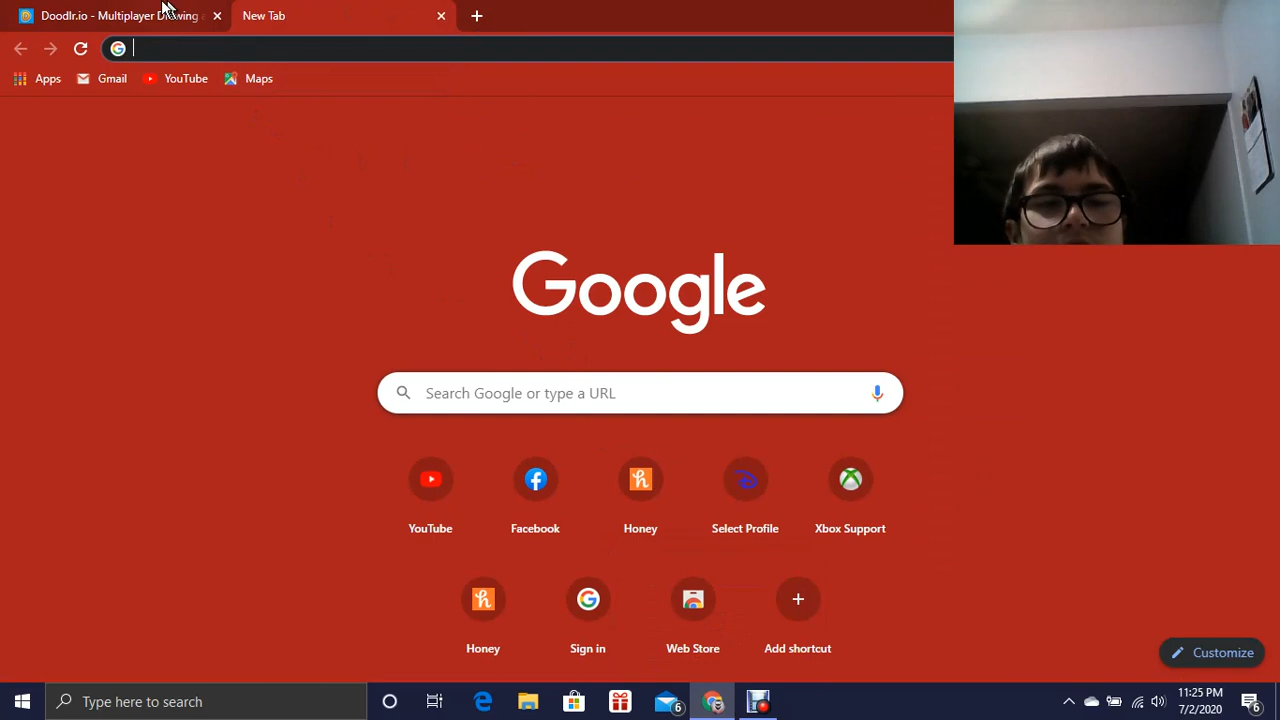 Doodlr.io - Multiplayer Drawing
New Tab
Apps Gmail YouTube Maps
Google
Search Google or type a URL
YouTube Facebook Honey Select Profile Xbox Support
Honey Sign in Web Store Add shortcut
Customize
Type here to search
6
11:25 PM
7/2/2020
6